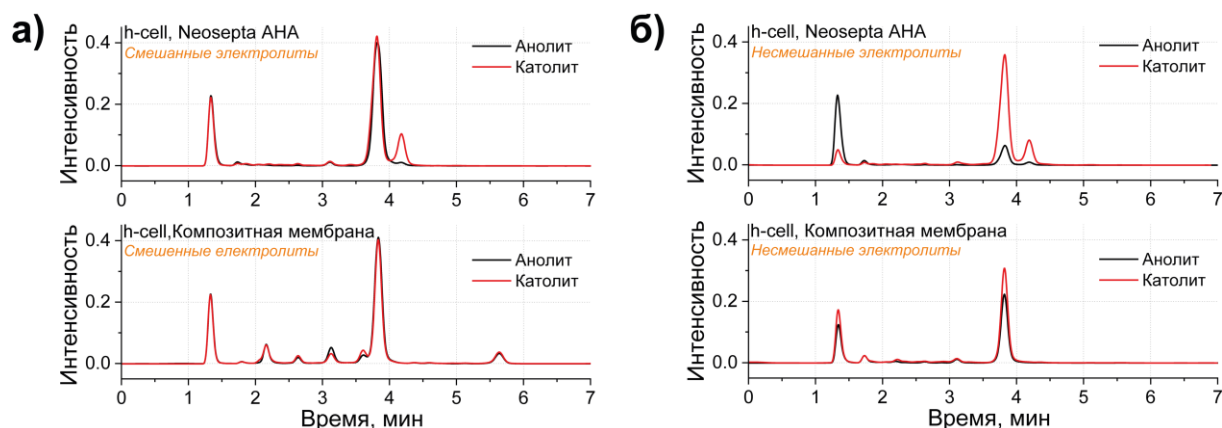 а)
h-cell, Neosepta AHA
Смешанные электролиты
Анолит
Католит
Интенсивность
0.4
0.2
0.0
0 1 2 3 4 5 6 7
h-cell,Композитная мембрана
Смешенные електролиты
Анолит
Католит
Интенсивность
0.4
0.2
0.0
0 1 2 3 4 5 6 7
Время, мин
б)
h-cell, Neosepta AHA
Несмешанные электролиты
Анолит
Католит
Интенсивность
0.4
0.2
0.0
0 1 2 3 4 5 6 7
h-cell, Композитная мембрана
Несмешанные электролиты
Анолит
Католит
Интенсивность
0.4
0.2
0.0
0 1 2 3 4 5 6 7
Время, мин